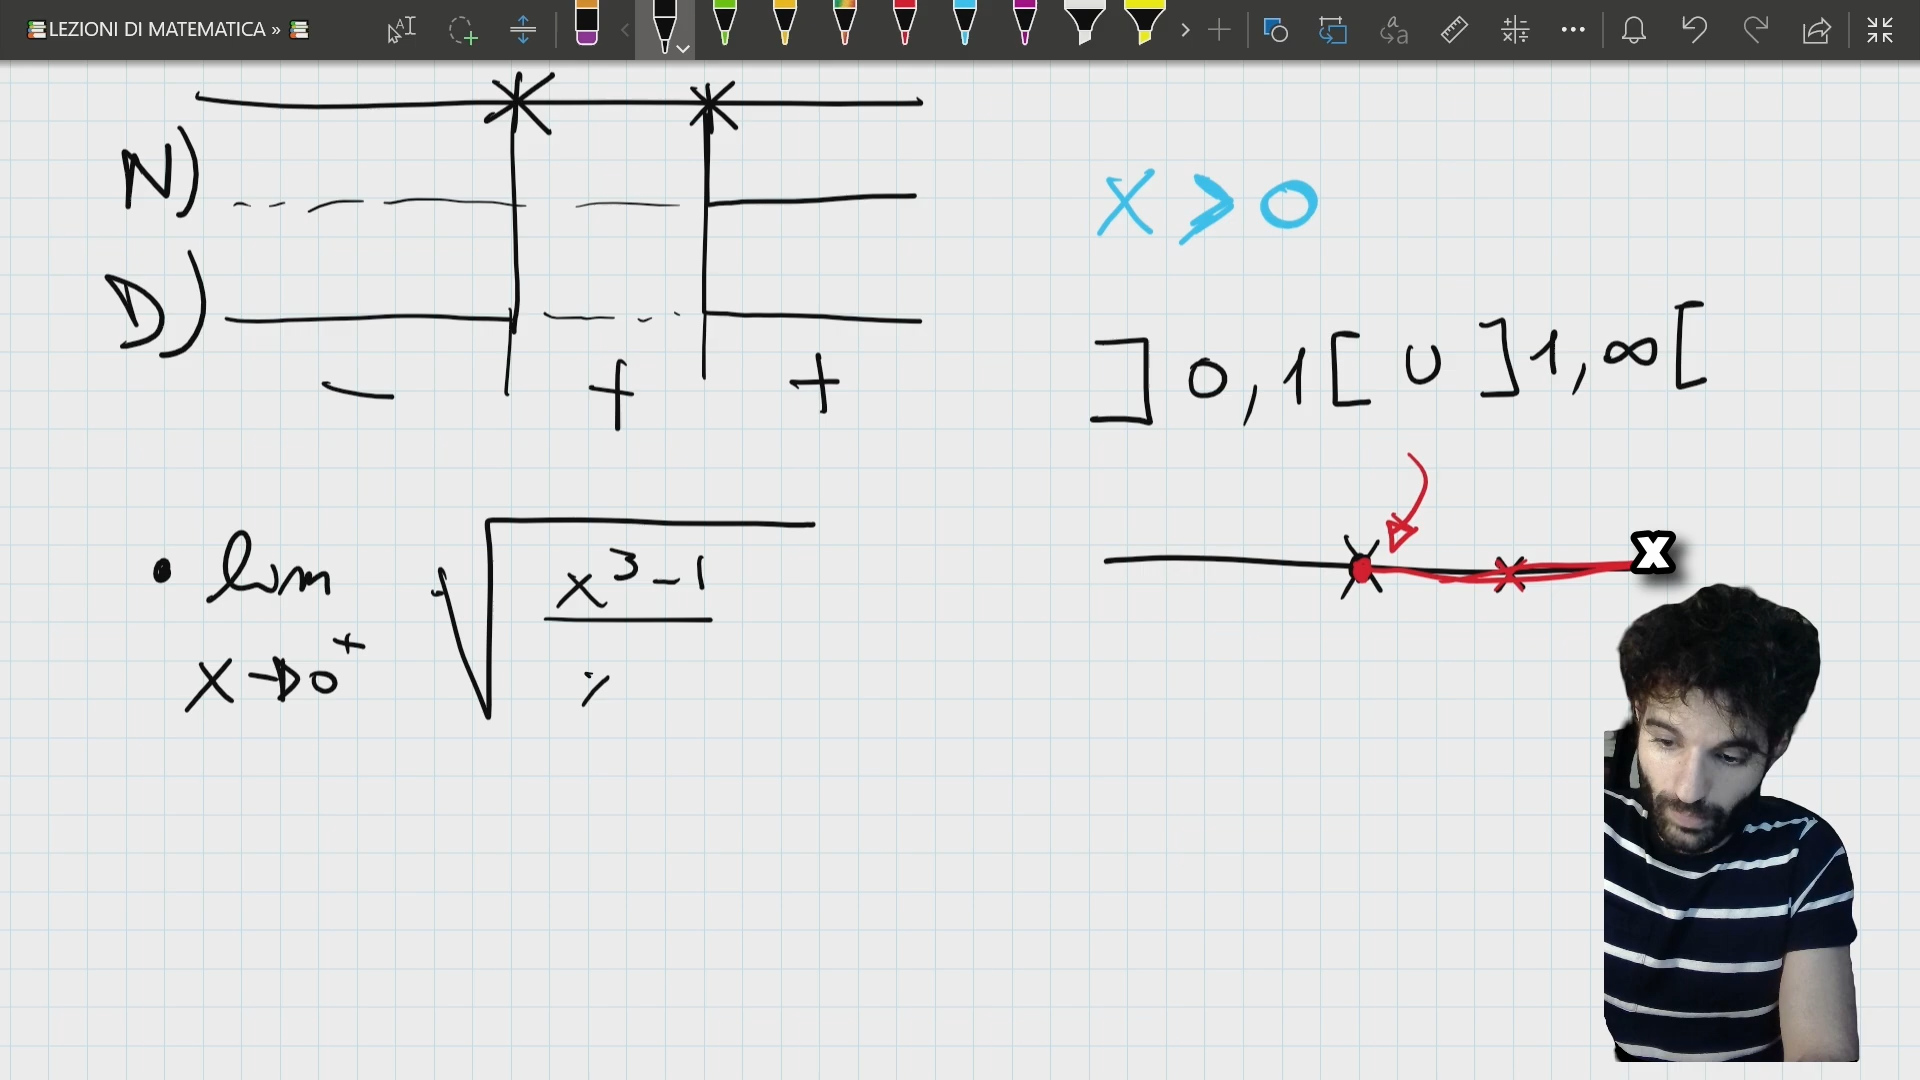 LEZIONI DI MATEMATICA »
N)
D)
− + +
x > 0
]0,1[ ∪ ]1,∞[
x
• lim √ x³-1
x→0⁺